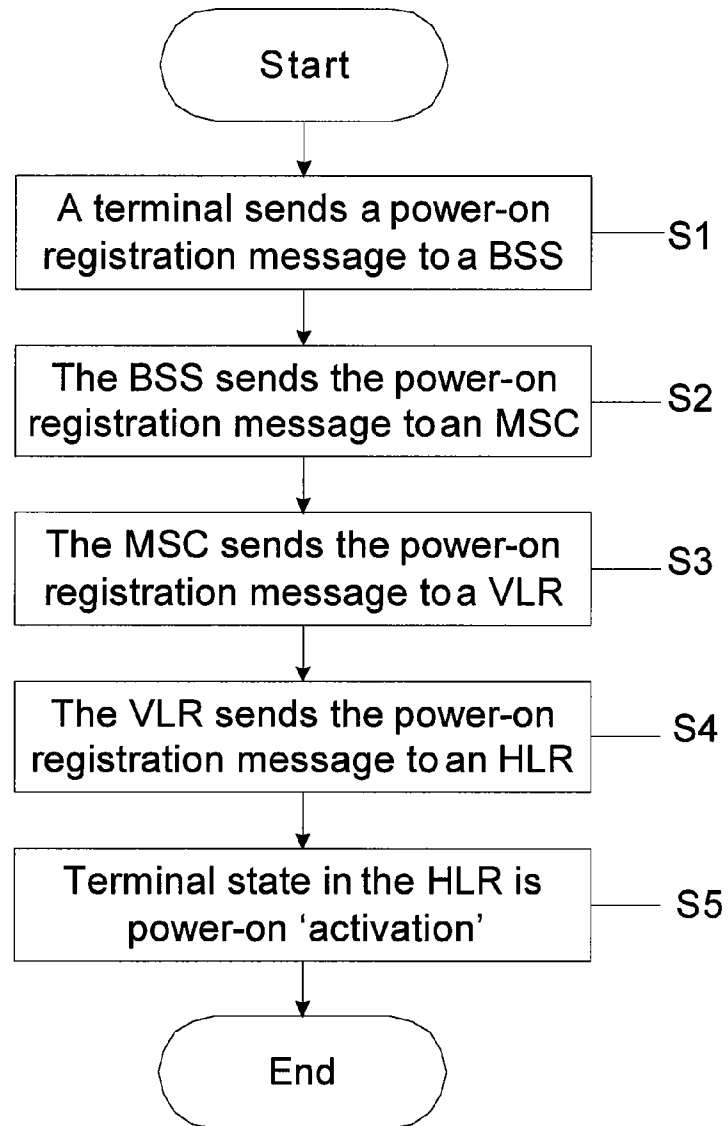 Start
A terminal sends a power-on
registration message to a BSS
S1
The BSS sends the power-on
registration message to an MSC
S2
The MSC sends the power-on
registration message to a VLR
S3
The VLR sends the power-on
registration message to an HLR
S4
Terminal state in the HLR is
power-on ‘activation’
S5
End